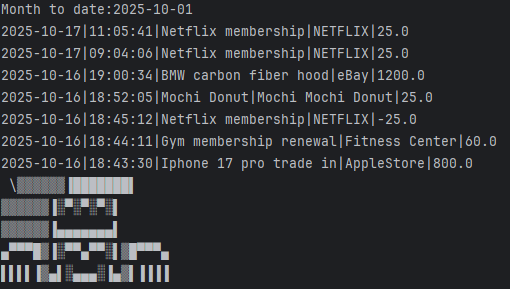 Month to date:2025-10-01
2025-10-17|11:05:41|Netflix membership|NETFLIX|25.0
2025-10-17|09:04:06|Netflix membership|NETFLIX|25.0
2025-10-16|19:00:34|BMW carbon fiber hood|eBay|1200.0
2025-10-16|18:52:05|Mochi Donut|Mochi Mochi Donut|25.0
2025-10-16|18:45:12|Netflix membership|NETFLIX|-25.0
2025-10-16|18:44:11|Gym membership renewal|Fitness Center|60.0
2025-10-16|18:43:30|Iphone 17 pro trade in|AppleStore|800.0